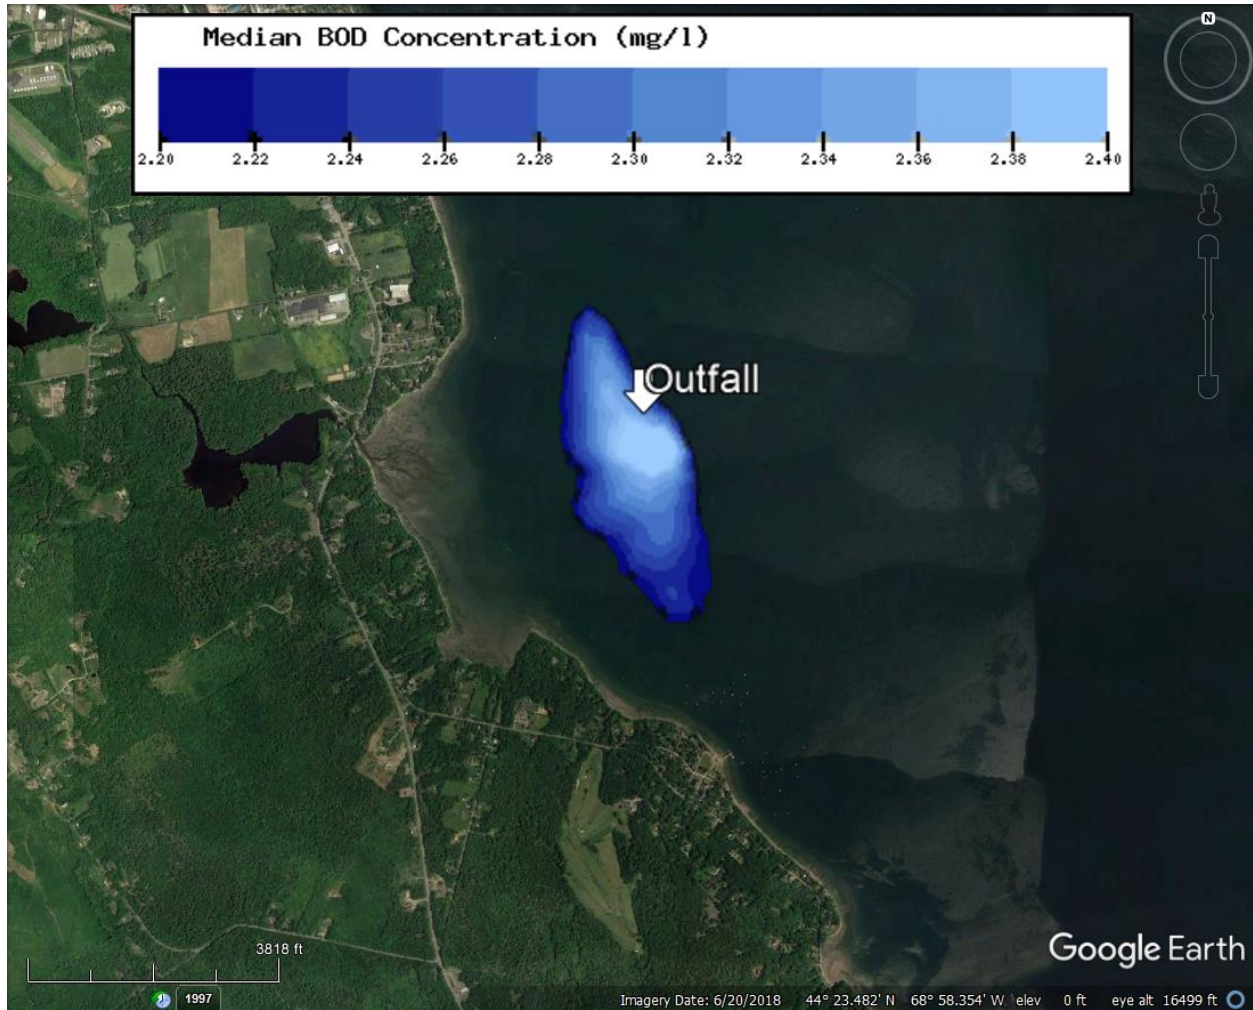 Median BOD Concentration (mg/l)
2.20 2.22 2.24 2.26 2.28 2.30 2.32 2.34 2.36 2.38 2.40
N
Outfall
3818 ft
Google Earth
1997
Imagery Date: 6/20/2018 44° 23.482' N 68° 58.354' W elev 0 ft eye alt 16499 ft